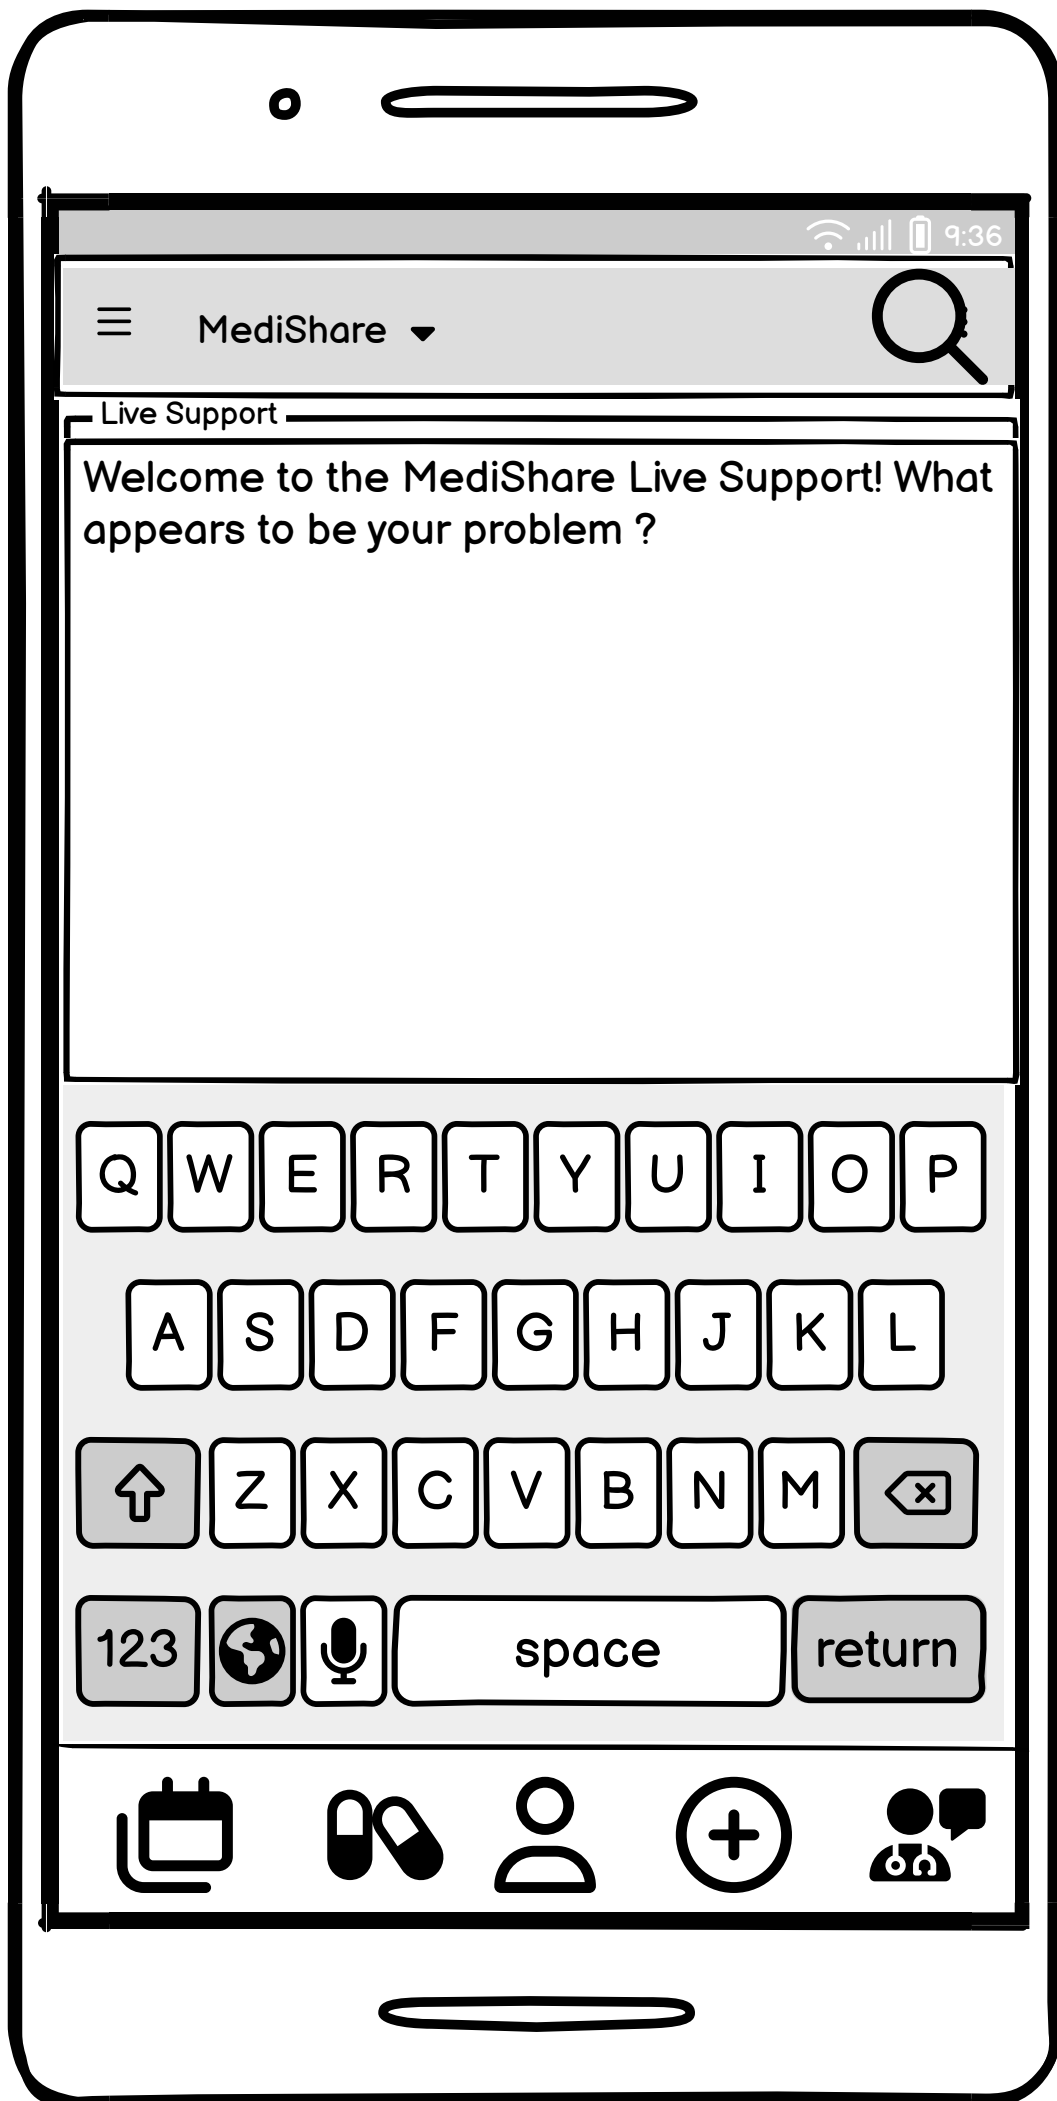 9:36
MediShare
Live Support
Welcome to the MediShare Live Support! What
appears to be your problem ?
Q W E R T Y U I O P
A S D F G H J K L
Z X C V B N M
123 space return